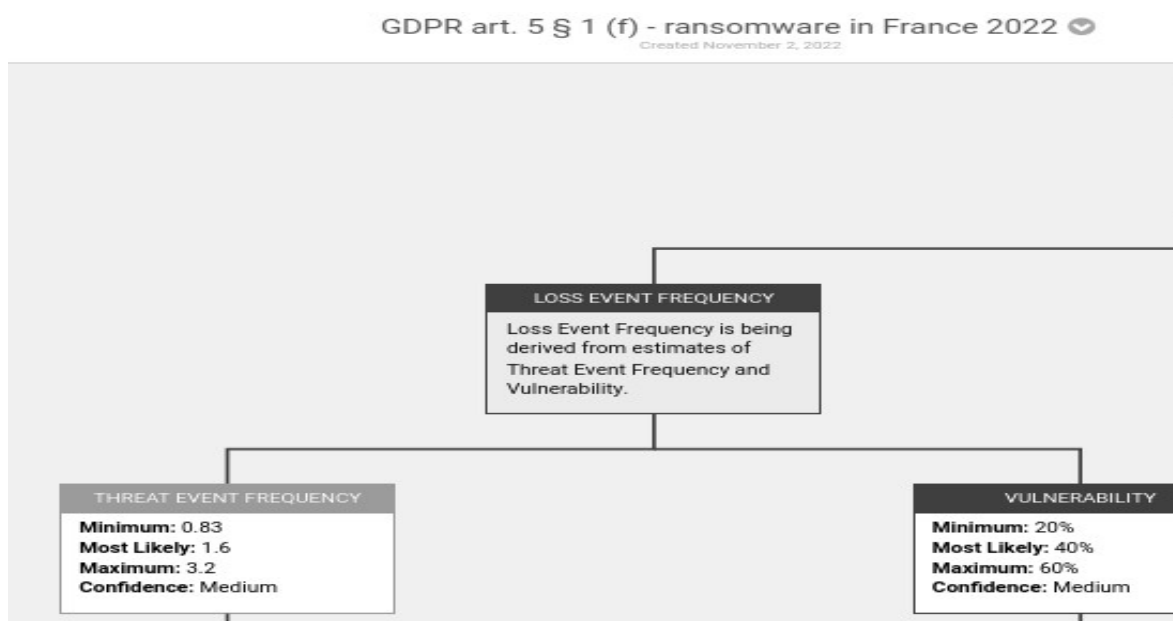 GDPR art. 5 § 1 (f) - ransomware in France 2022
Created November 2, 2022
LOSS EVENT FREQUENCY
Loss Event Frequency is being
derived from estimates of
Threat Event Frequency and
Vulnerability.
THREAT EVENT FREQUENCY
Minimum: 0.83
Most Likely: 1.6
Maximum: 3.2
Confidence: Medium
VULNERABILITY
Minimum: 20%
Most Likely: 40%
Maximum: 60%
Confidence: Medium